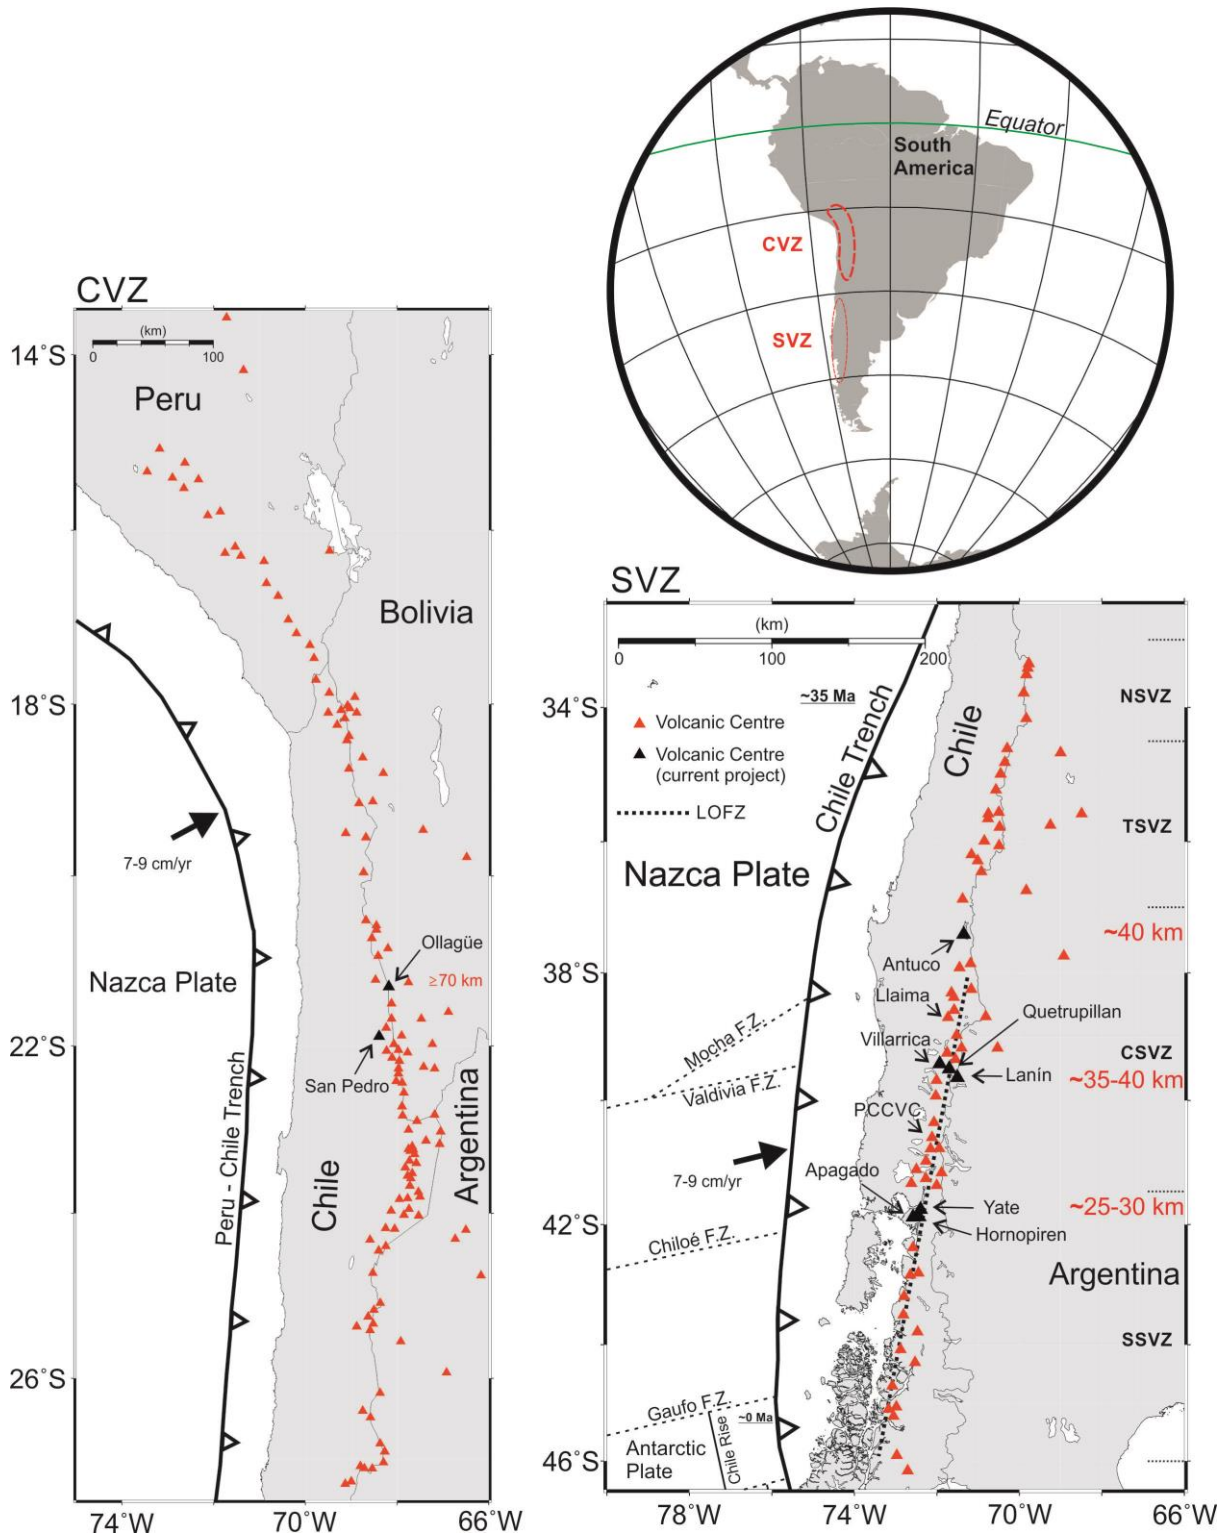 Equator
South
America
CVZ
SVZ
CVZ
(km)
0
100
14°S
18°S
22°S
26°S
Peru
Bolivia
7-9 cm/yr
Nazca Plate
Peru - Chile Trench
Ollagüe
≥70 km
San Pedro
Chile
Argentina
74°W
70°W
66°W
SVZ
(km)
0
100
200
~35 Ma
Volcanic Centre
Volcanic Centre
(current project)
LOFZ
Chile Trench
Chile
NSVZ
TSVZ
34°S
38°S
42°S
46°S
Nazca Plate
~40 km
Antuco
Llaima
Quetrupillan
Villarrica
CSVZ
Lanín
~35-40 km
Mocha F.Z.
Valdivia F.Z.
PCCVC
7-9 cm/yr
Apagado
Yate
~25-30 km
Hornopiren
Chiloé F.Z.
Argentina
SSVZ
Gaufo F.Z.
~0 Ma
Chile Rise
Antarctic
Plate
78°W
74°W
72°W
70°W
66°W